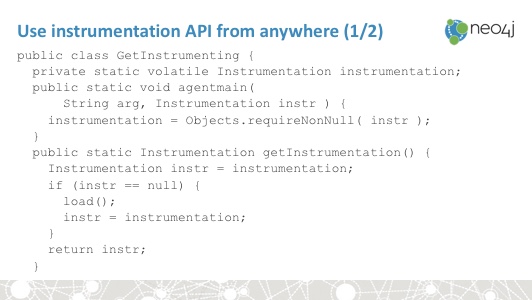 Use instrumentation API from anywhere (1/2)
neo4j
public class GetInstrumenting {
  private static volatile Instrumentation instrumentation;
  public static void agentmain(
      String arg, Instrumentation instr ) {
    instrumentation = Objects.requireNonNull( instr );
  }
  public static Instrumentation getInstrumentation() {
    Instrumentation instr = instrumentation;
    if (instr == null) {
      load();
      instr = instrumentation;
    }
    return instr;
  }